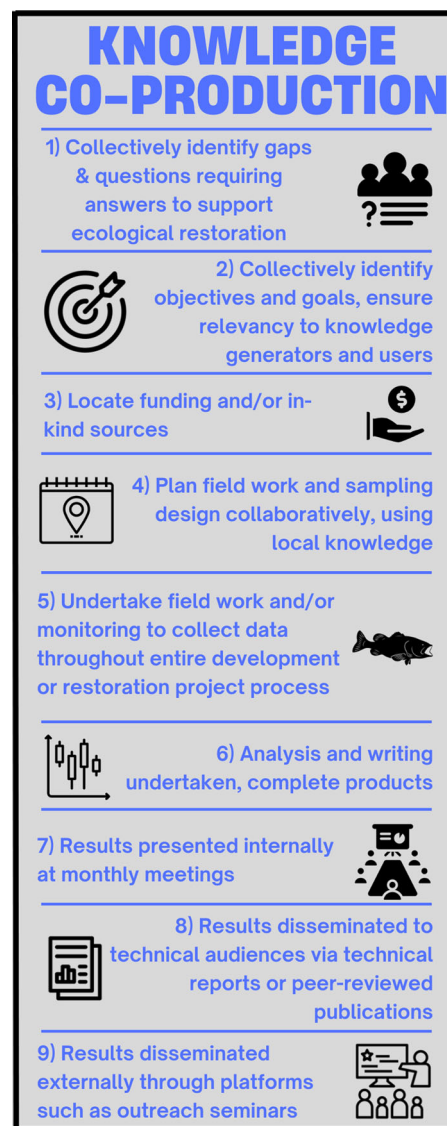 KNOWLEDGE
CO-PRODUCTION
1) Collectively identify gaps
& questions requiring
answers to support
ecological restoration
?
2) Collectively identify
objectives and goals, ensure
relevancy to knowledge
generators and users
3) Locate funding and/or in-
kind sources
$
4) Plan field work and sampling
design collaboratively, using
local knowledge
5) Undertake field work and/or
monitoring to collect data
throughout entire development
or restoration project process
6) Analysis and writing
undertaken, complete products
7) Results presented internally
at monthly meetings
8) Results disseminated to
technical audiences via technical
reports or peer-reviewed
publications
9) Results disseminated
externally through platforms
such as outreach seminars